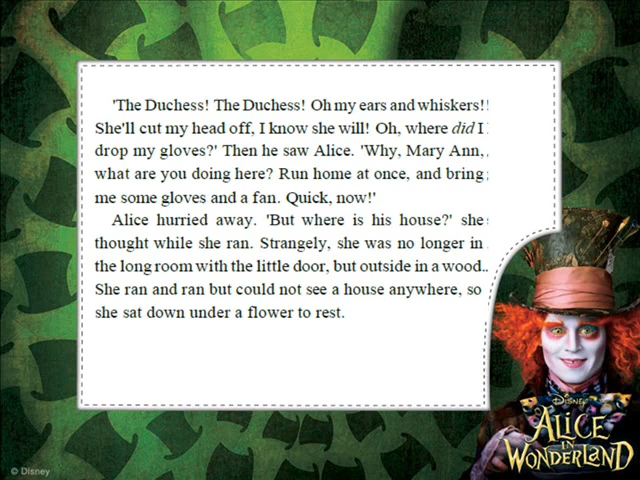 'The Duchess! The Duchess! Oh my ears and whiskers!
She'll cut my head off, I know she will! Oh, where did I
drop my gloves?' Then he saw Alice. 'Why, Mary Ann,
what are you doing here? Run home at once, and bring
me some gloves and a fan. Quick, now!'
Alice hurried away. 'But where is his house?' she
thought while she ran. Strangely, she was no longer in
the long room with the little door, but outside in a wood.
She ran and ran but could not see a house anywhere, so
she sat down under a flower to rest.
DISNEY
ALICE
IN
WONDERLAND
© Disney